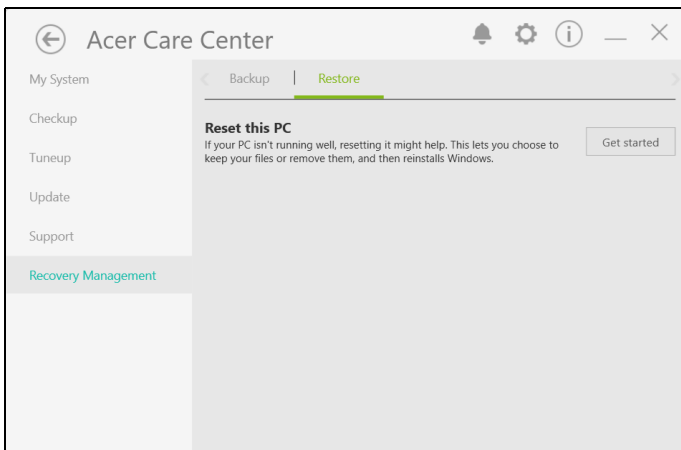 Acer Care Center
My System
Checkup
Tuneup
Update
Support
Recovery Management
Backup | Restore
Reset this PC
If your PC isn't running well, resetting it might help. This lets you choose to
keep your files or remove them, and then reinstalls Windows.
Get started